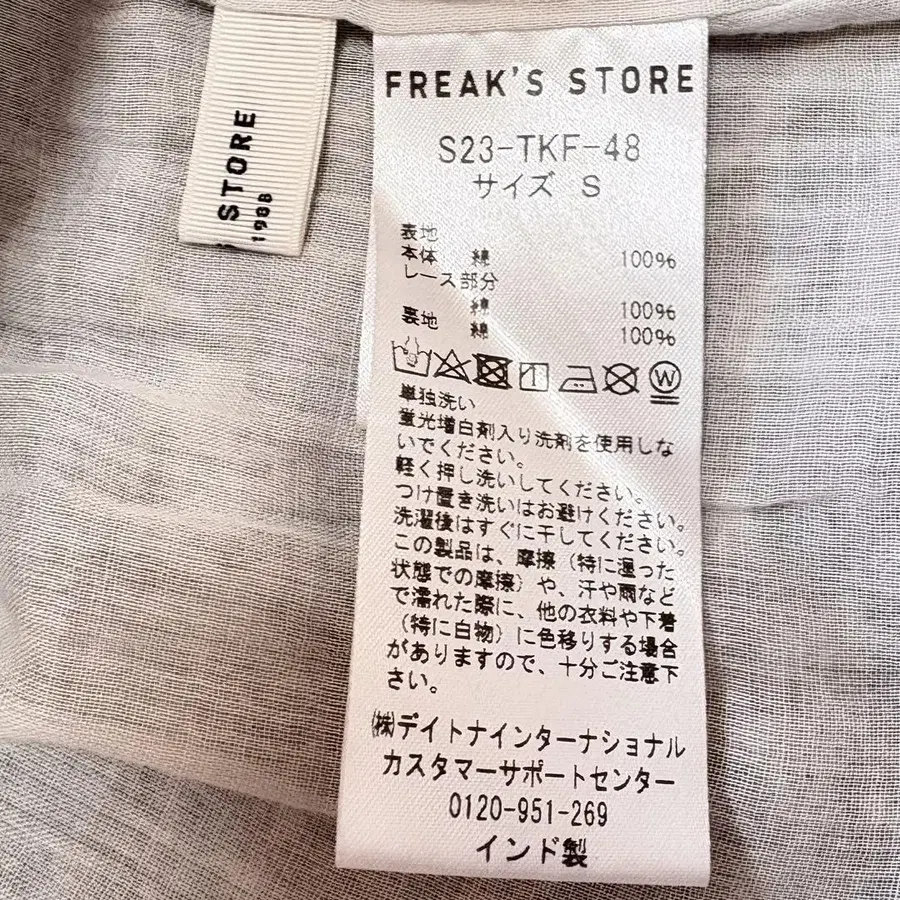 STORE
1988
FREAK'S STORE
S23-TKF-48
サイズ S
表地
本体 綿 100%
レース部分
綿 100%
裏地 綿 100%
W
単独洗い
蛍光増白剤入り洗剤を使用しな
いでください。
軽く押し洗いしてください。
つけ置き洗いはお避けください。
洗濯後はすぐに干してください。
この製品は、摩擦(特に湿った
状態での摩擦)や、汗や雨など
で濡れた際に、他の衣料や下着
(特に白物)に色移りする場合
がありますので、十分ご注意下
さい。
㈱デイトナインターナショナル
カスタマーサポートセンター
0120-951-269
インド製